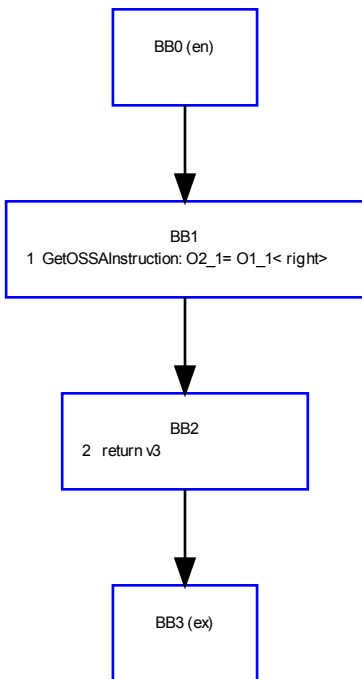 BB0 (en)
BB1
1 GetOSSAInstruction: O2_1= O1_1< right>
BB2
2 return v3
BB3 (ex)